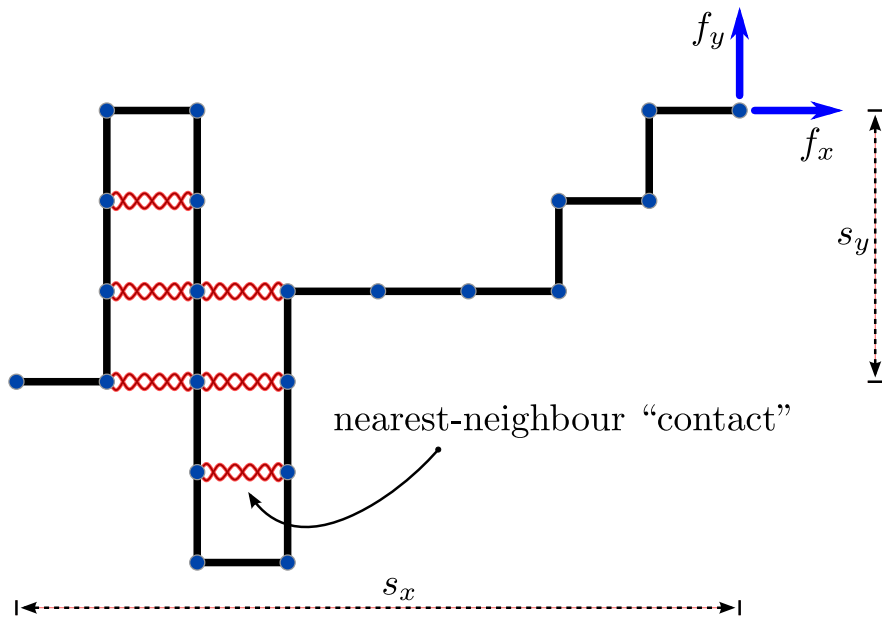 f_y
f_x
s_y
nearest-neighbour “contact”
s_x